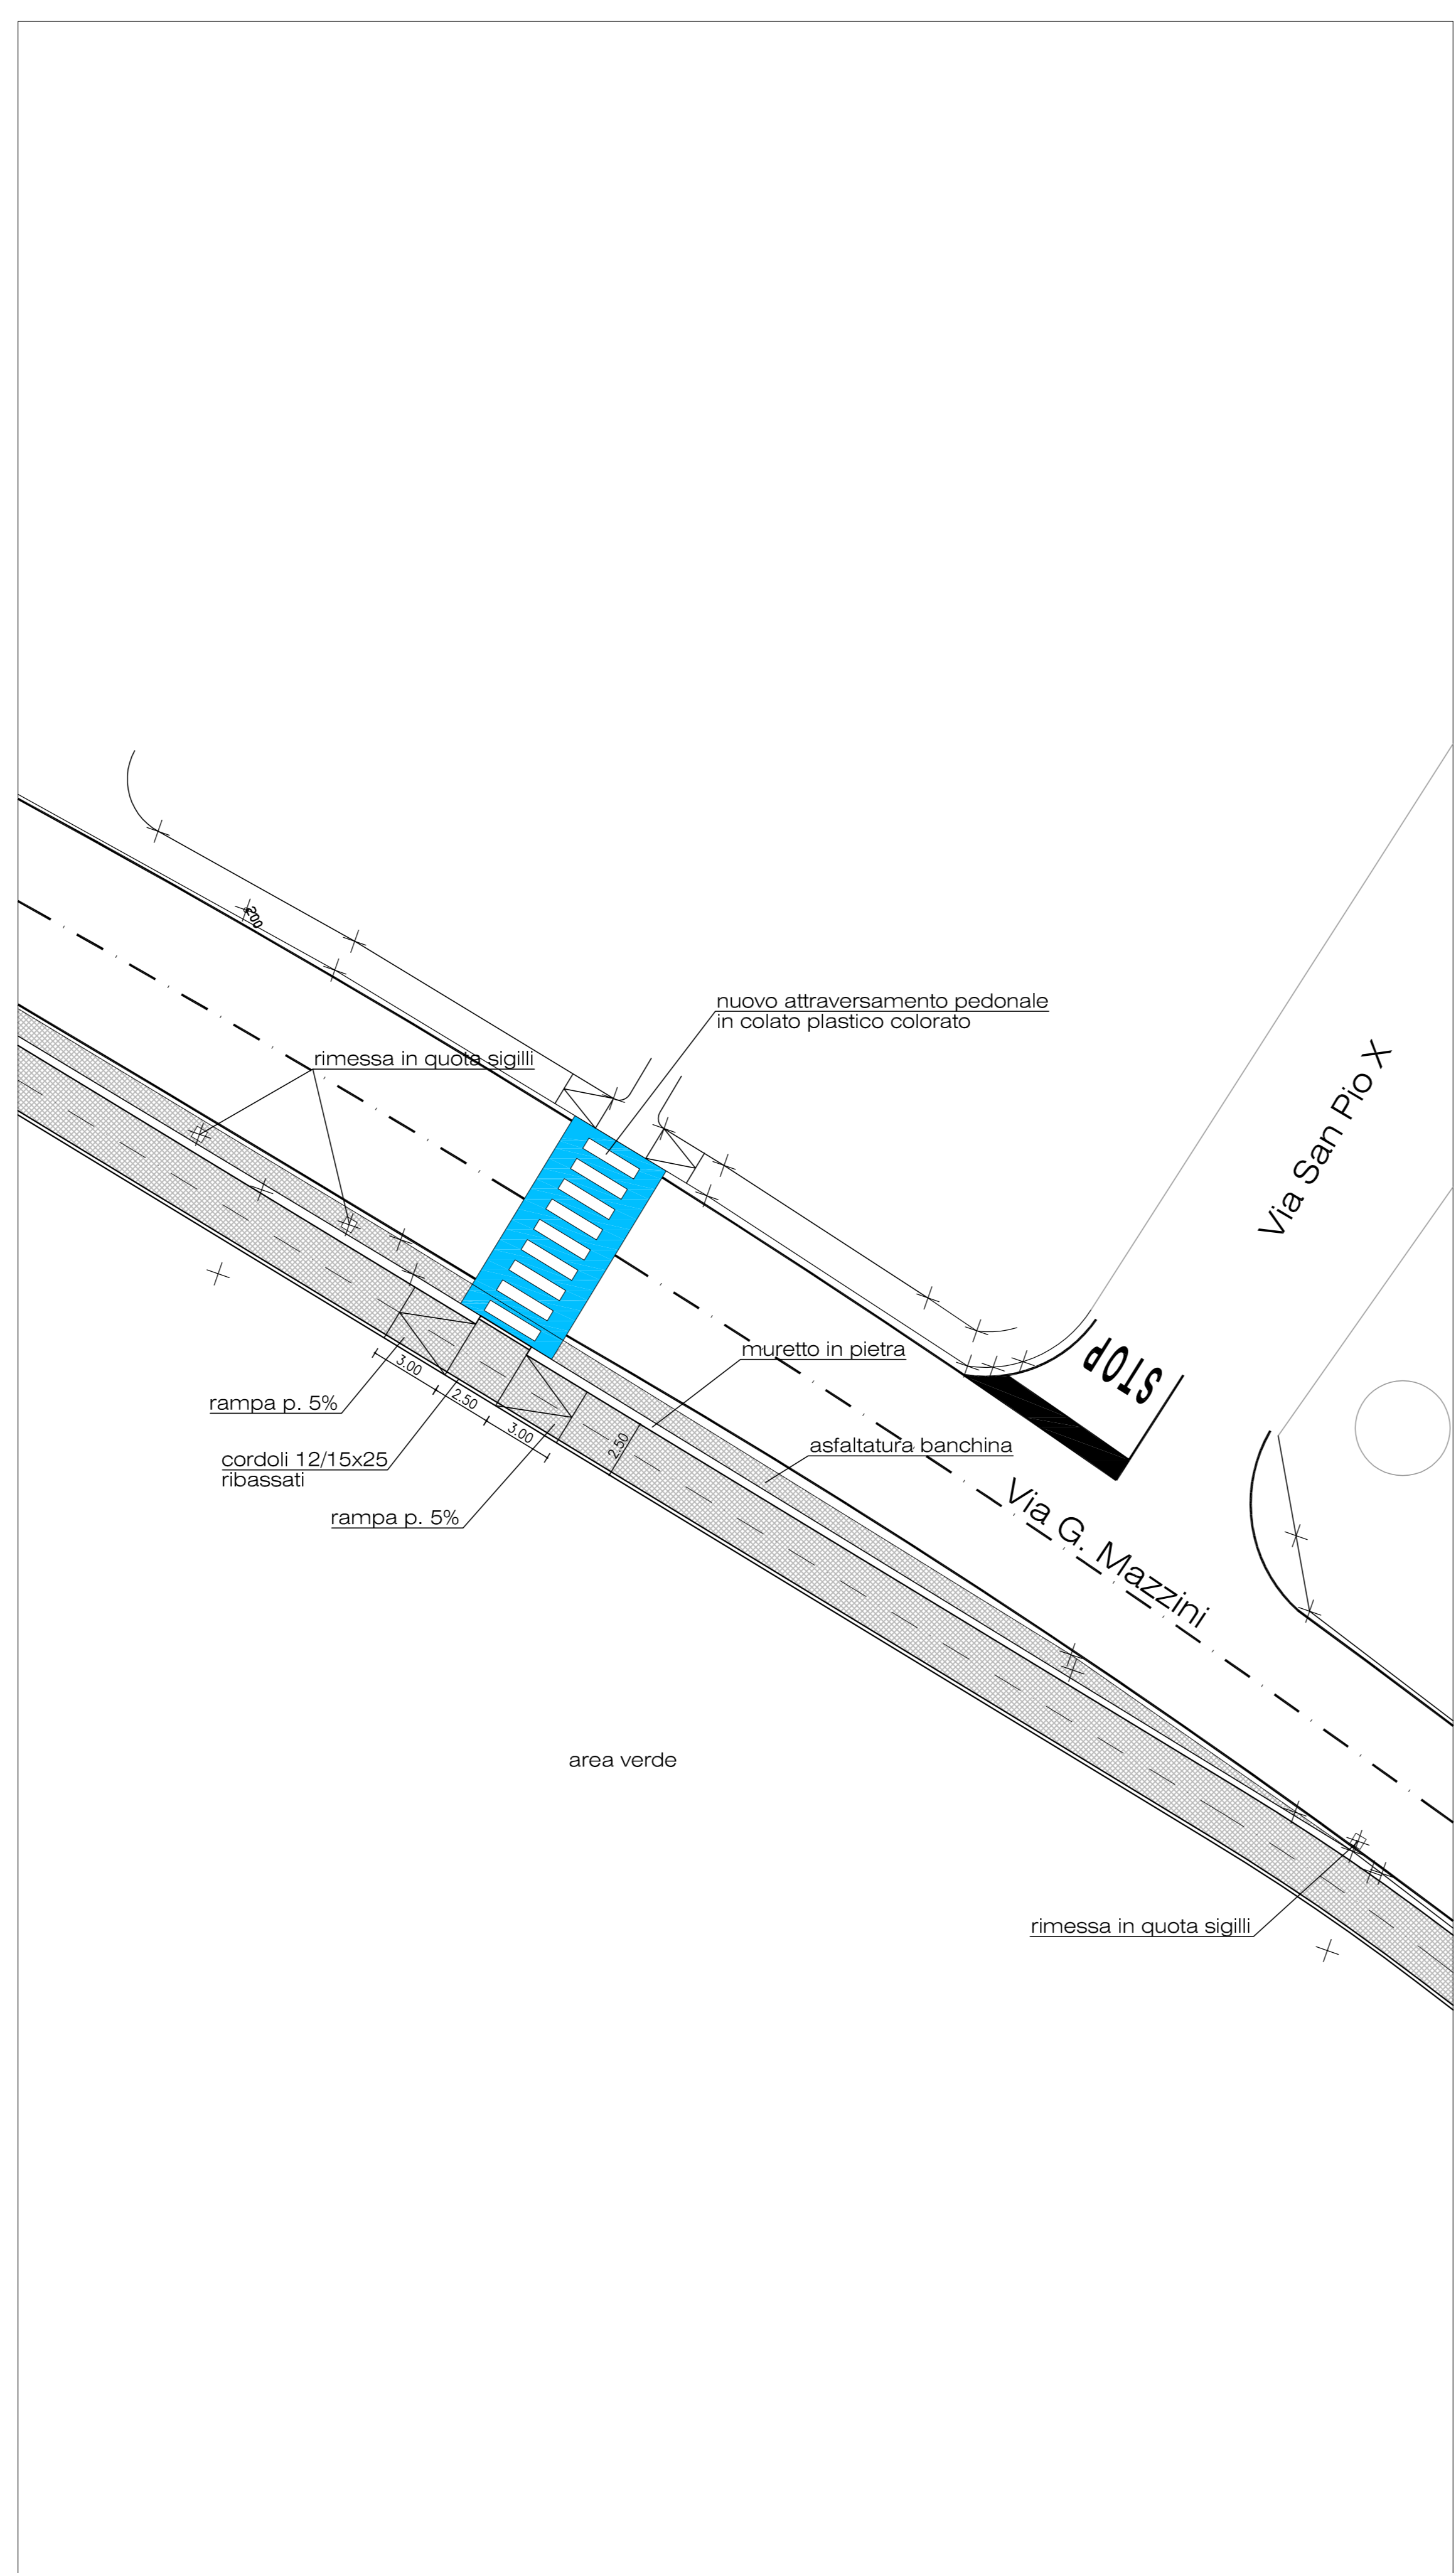 200
nuovo attraversamento pedonale
in colato plastico colorato
rimessa in quota sigilli
Via San Pio X
STOP
muretto in pietra
3.00
2.50
3.00
2.50
rampa p. 5%
asfaltatura banchina
cordoli 12/15x25
ribassati
rampa p. 5%
Via G. Mazzini
area verde
rimessa in quota sigilli